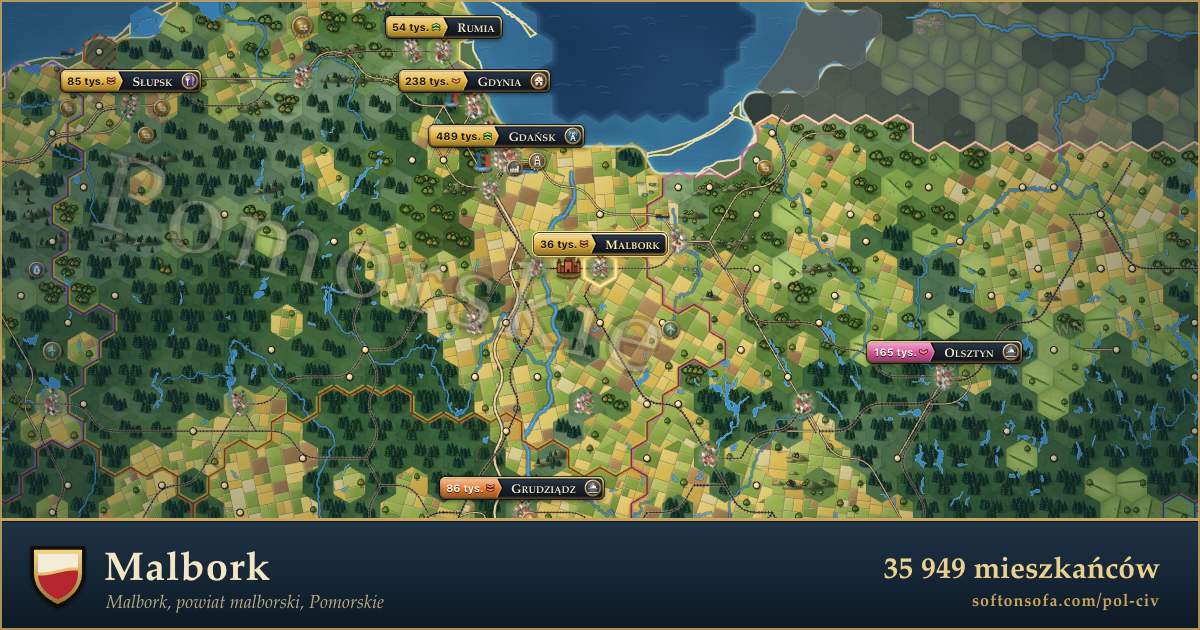 54 tys. Rumia
85 tys. Słupsk
238 tys. Gdynia
489 tys. Gdańsk
Pomorskie
36 tys. Malbork
165 tys. Olsztyn
86 tys. Grudziądz
Malbork
Malbork, powiat malborski, Pomorskie
35 949 mieszkańców
softonsofa.com/pol-civ